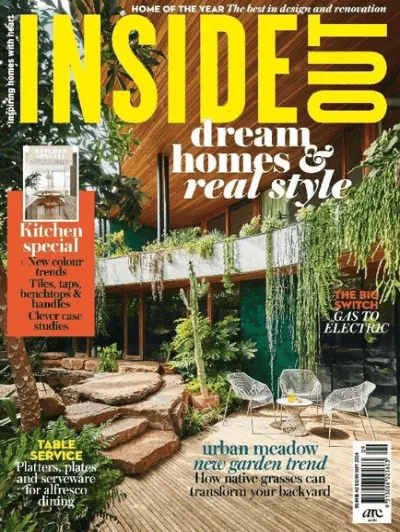 HOME OF THE YEAR The best in design and renovation
Inspiring homes with heart
INSIDE
OUT
dream
homes &
real style
KITCHEN
SPECIAL
Kitchen
special
New colour
trends
Tiles, taps,
benchtops &
handles
Clever case
studies
THE BIG
SWITCH
GAS TO
ELECTRIC
TABLE
SERVICE
Platters, plates
and serveware
for alfresco
dining
urban meadow
new garden trend
How native grasses can
transform your backyard
arc